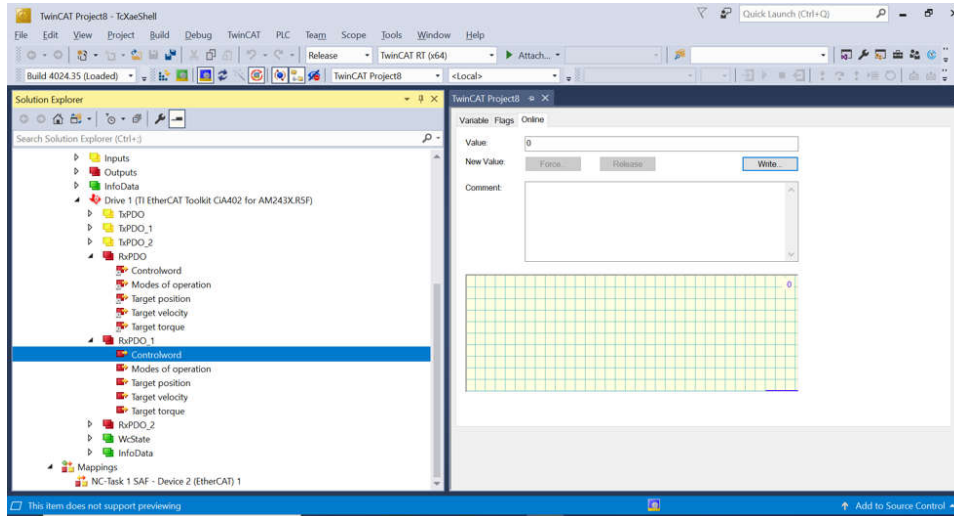 TwinCAT Project8 - TcXaeShell
Quick Launch (Ctrl+Q)
File Edit View Project Build Debug TwinCAT PLC Team Scope Tools Window Help
Release TwinCAT RT (x64) Attach...
Build 4024.35 (Loaded) TwinCAT Project8 <Local>
Solution Explorer
Search Solution Explorer (Ctrl+;)
Inputs
Outputs
InfoData
Drive 1 (TI EtherCAT Toolkit CiA402 for AM243X.R5F)
TxPDO
TxPDO_1
TxPDO_2
RxPDO
Controlword
Modes of operation
Target position
Target velocity
Target torque
RxPDO_1
Controlword
Modes of operation
Target position
Target velocity
Target torque
RxPDO_2
WcState
InfoData
Mappings
NC-Task 1 SAF - Device 2 (EtherCAT) 1
TwinCAT Project8
Variable Flags Online
Value: 0
New Value: Force... Release Write...
Comment:
0
This item does not support previewing
Add to Source Control